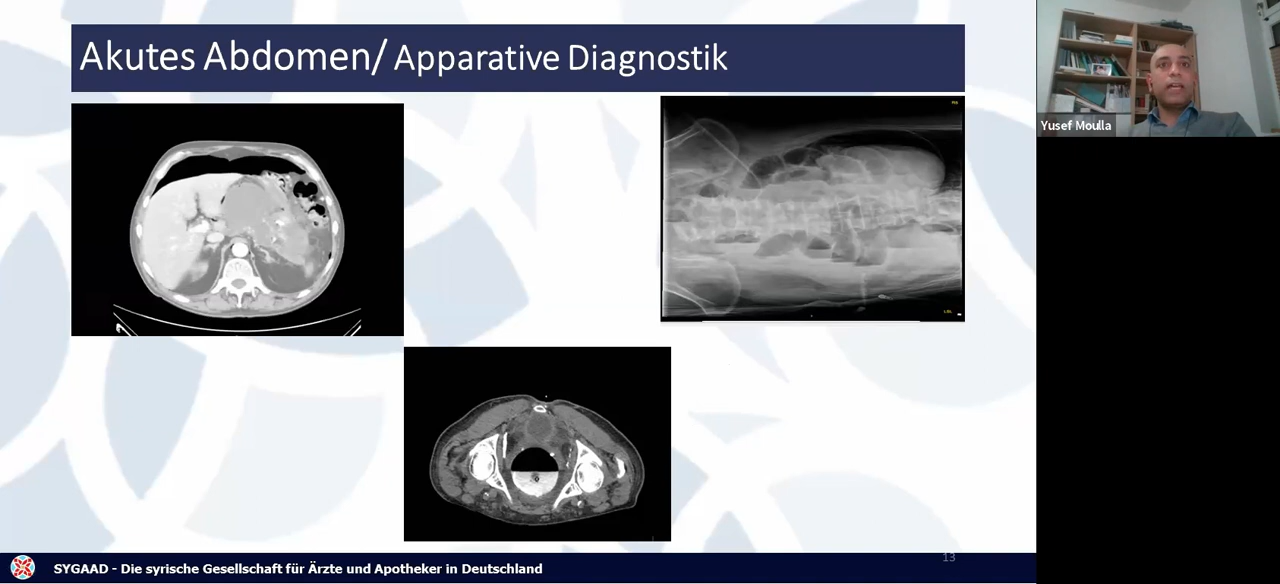 Akutes Abdomen/ Apparative Diagnostik
Yusef Moulla
13
SYGAAD - Die syrische Gesellschaft für Ärzte und Apotheker in Deutschland